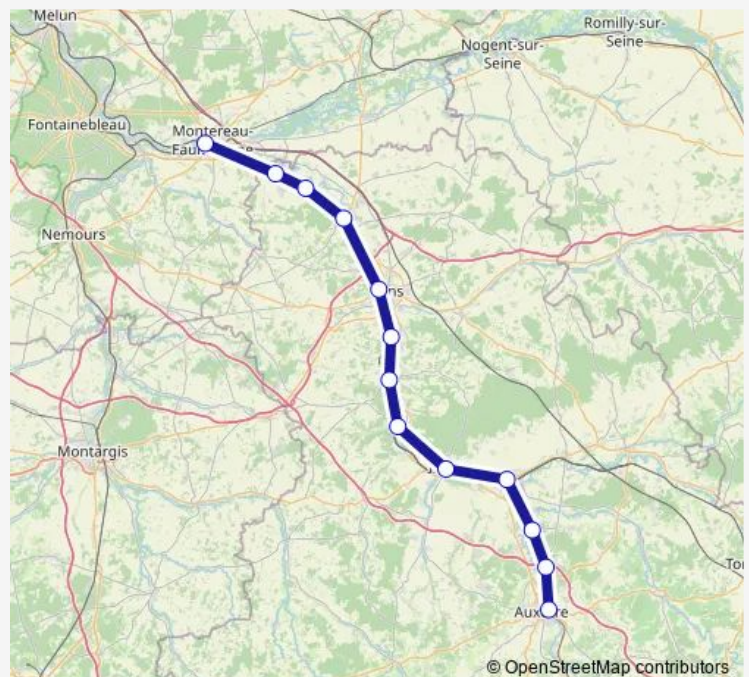 Melun
Romilly-sur-
Seine
Nogent-sur-
Seine
Fontainebleau
Montereau-
Nemours
Montargis
© OpenStreetMap contributors